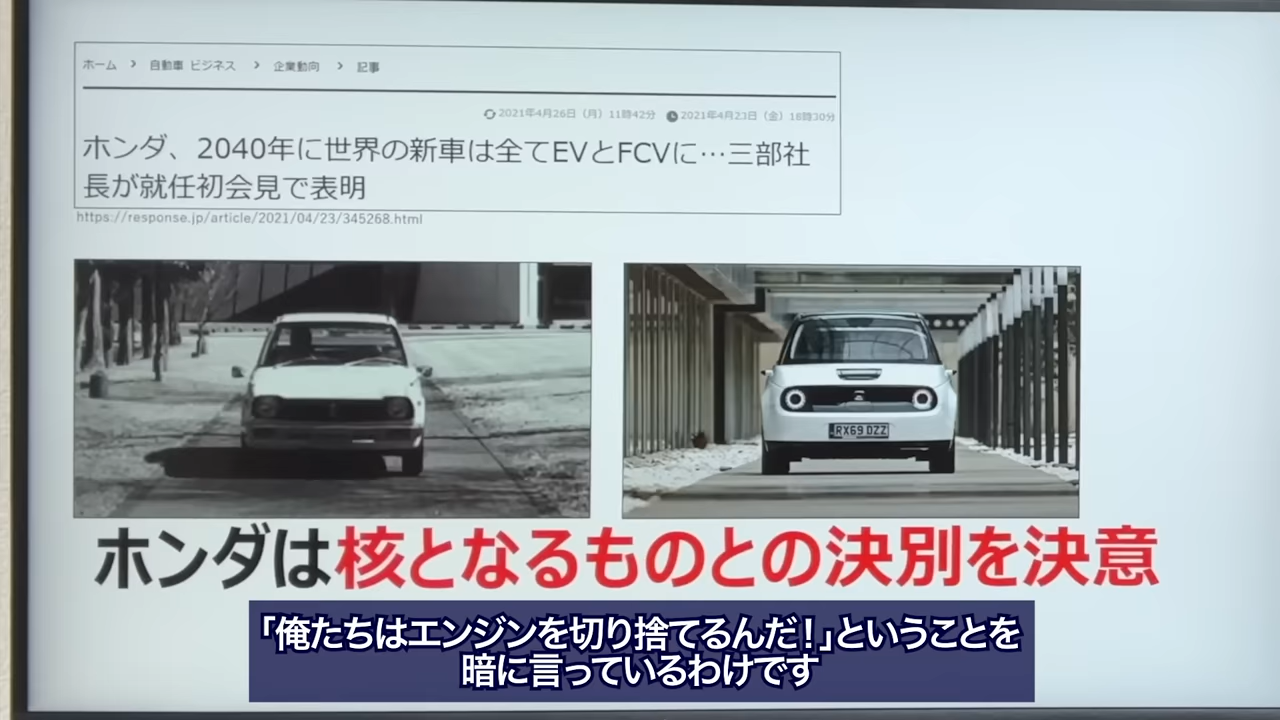 ホーム > 自動車 ビジネス > 企業動向 > 記事
2021年4月26日（月）11時42分 2021年4月23日（金）18時30分
ホンダ、2040年に世界の新車は全てEVとFCVに…三部社
長が就任初会見で表明
https://response.jp/article/2021/04/23/345268.html
RX69 DZZ
ホンダは核となるものとの決別を決意
「俺たちはエンジンを切り捨てるんだ!」ということを
暗に言っているわけです